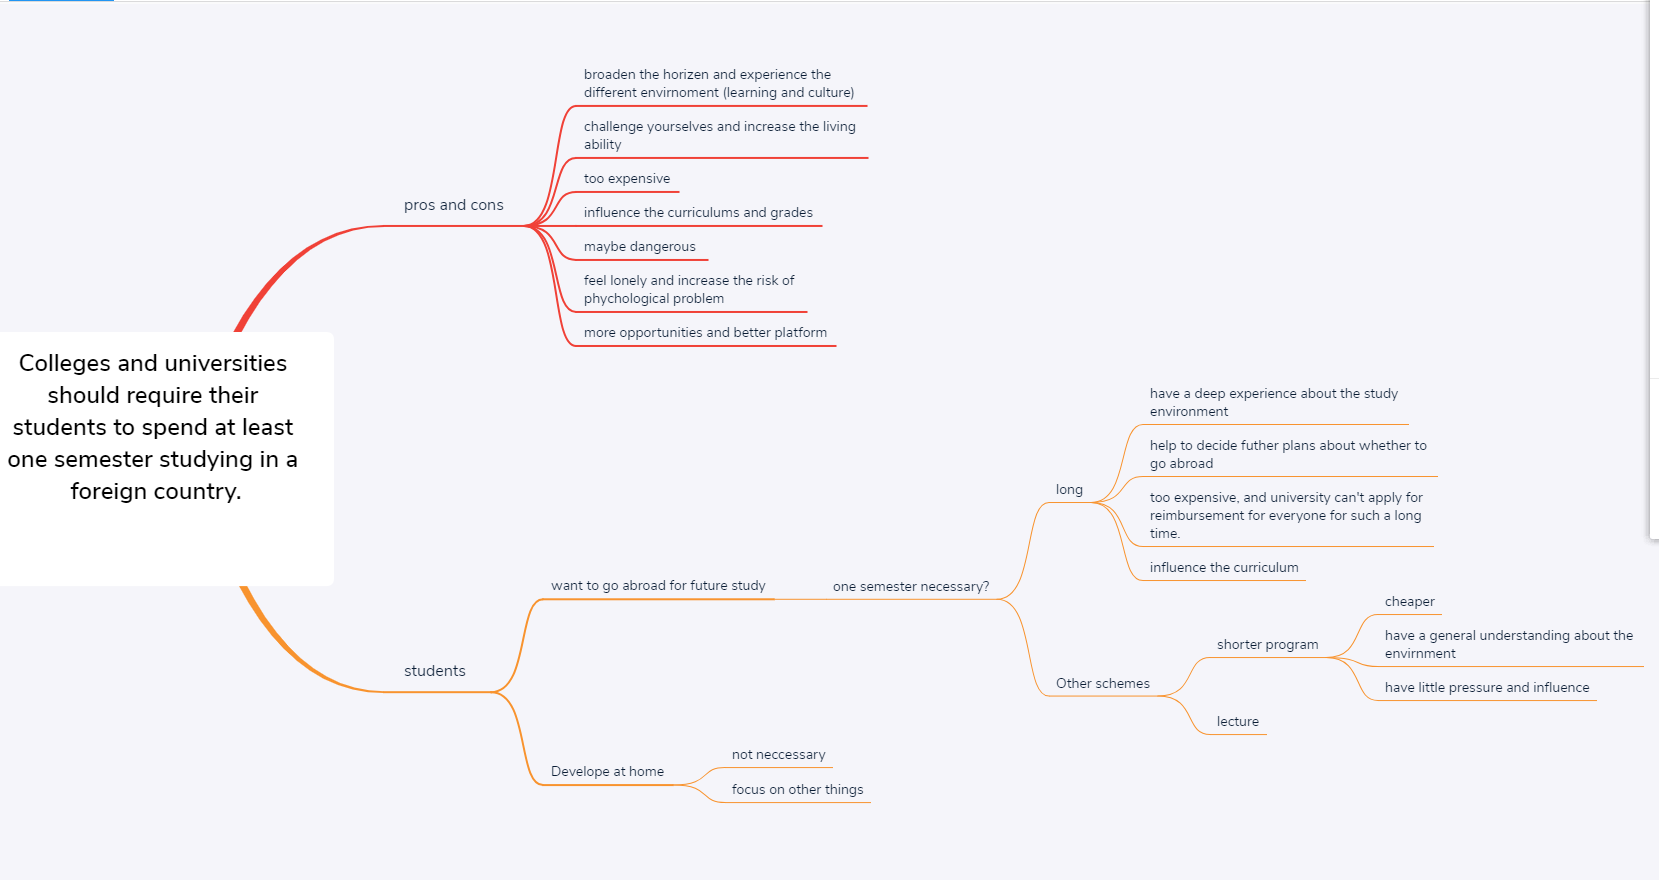 Colleges and universities
should require their
students to spend at least
one semester studying in a
foreign country.
pros and cons
broaden the horizen and experience the
different envirnoment (learning and culture)
challenge yourselves and increase the living
ability
too expensive
influence the curriculums and grades
maybe dangerous
feel lonely and increase the risk of
phychological problem
more opportunities and better platform
students
want to go abroad for future study
one semester necessary?
long
have a deep experience about the study
environment
help to decide futher plans about whether to
go abroad
too expensive, and university can't apply for
reimbursement for everyone for such a long
time.
influence the curriculum
Other schemes
shorter program
cheaper
have a general understanding about the
envirnment
have little pressure and influence
lecture
Develope at home
not neccessary
focus on other things